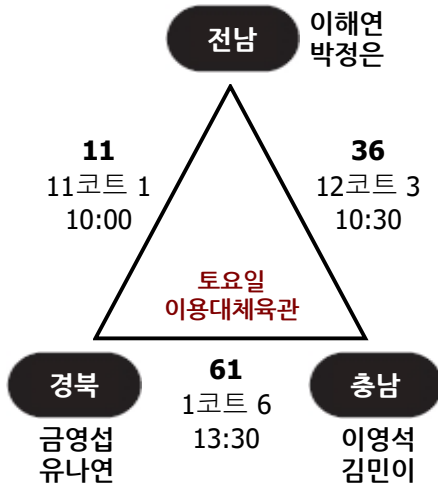 전남
이해연
박정은
11
11코트 1
10:00
36
12코트 3
10:30
토요일
이용대체육관
경북
금영섭
유나연
61
1코트 6
13:30
충남
이영석
김민이